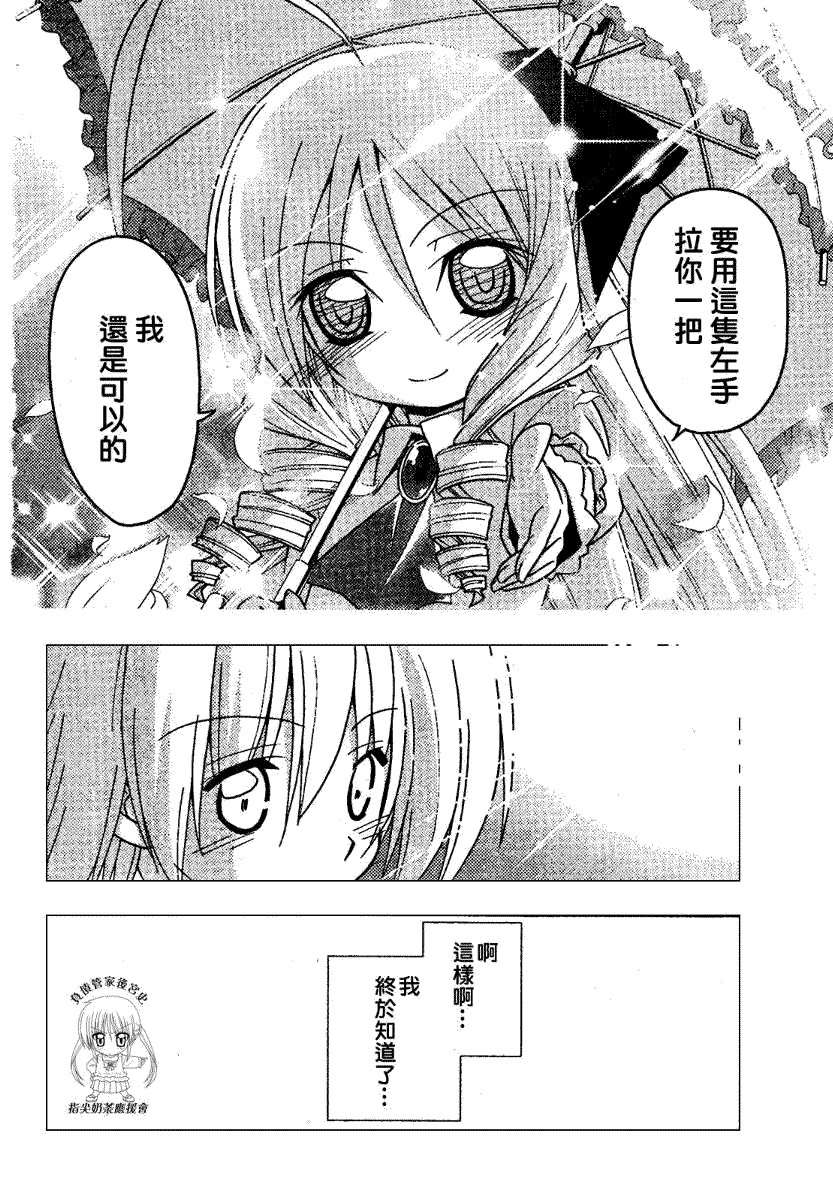 要用這隻左手
拉你一把
我
還是可以的
啊
這樣啊…
我
終於知道了…
負債管家後宮史
指尖奶茶應援會